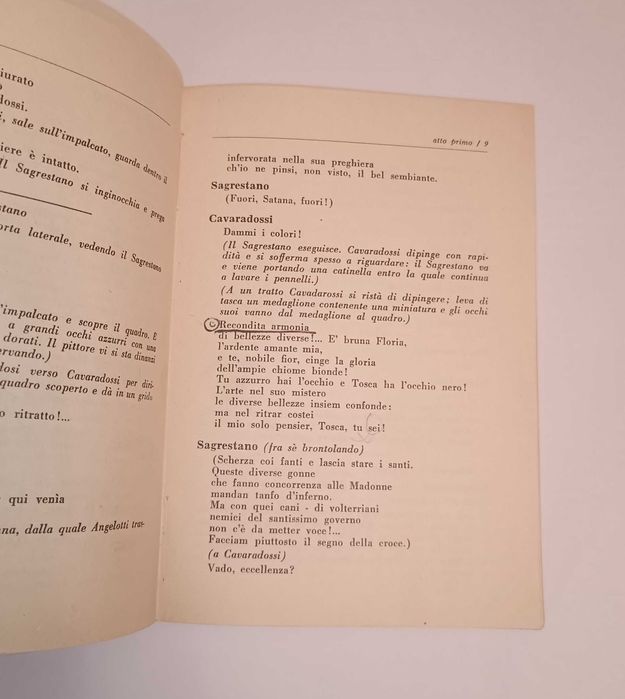 iurato
dossi.
i, sale sull'impalcato, guarda dentro il
iere è intatto.
Il Sagrestano si inginocchia e prega
stano
orta laterale, vedendo il Sagrestano
l'impalcato e scopre il quadro. E
a grandi occhi azzurri con una
dorati. Il pittore vi si sta dinanzi
ervando.)
dosi verso Cavaradossi per diri-
quadro scoperto e dà in un grido
o ritratto!...
qui venìa
na, dalla quale Angelotti trat-
atto primo / 9
infervorata nella sua preghiera
ch'io ne pinsi, non visto, il bel sembiante.
Sagrestano
(Fuori, Satana, fuori!)
Cavaradossi
Dammi i colori!
(Il Sagrestano eseguisce. Cavaradossi dipinge con rapi-
dità e si sofferma spesso a riguardare: il Sagrestano va
e viene portando una catinella entro la quale continua
a lavare i pennelli.)
(A un tratto Cavadarossi si ristà di dipingere; leva di
tasca un medaglione contenente una miniatura e gli occhi
suoi vanno dal medaglione al quadro.)
Recondita armonia
di bellezze diverse!... E' bruna Floria,
l'ardente amante mia,
e te, nobile fior, cinge la gloria
dell'ampie chiome bionde!
Tu azzurro hai l'occhio e Tosca ha l'occhio nero!
L'arte nel suo mistero
le diverse bellezze insiem confonde:
ma nel ritrar costei
il mio solo pensier, Tosca, tu sei!
Sagrestano (fra sè brontolando)
(Scherza coi fanti e lascia stare i santi.
Queste diverse gonne
che fanno concorrenza alle Madonne
mandan tanfo d'inferno.
Ma con quei cani - di volterriani
nemici del santissimo governo
non c'è da metter voce!...
Facciam piuttosto il segno della croce.)
(a Cavaradossi)
Vado, eccellenza?